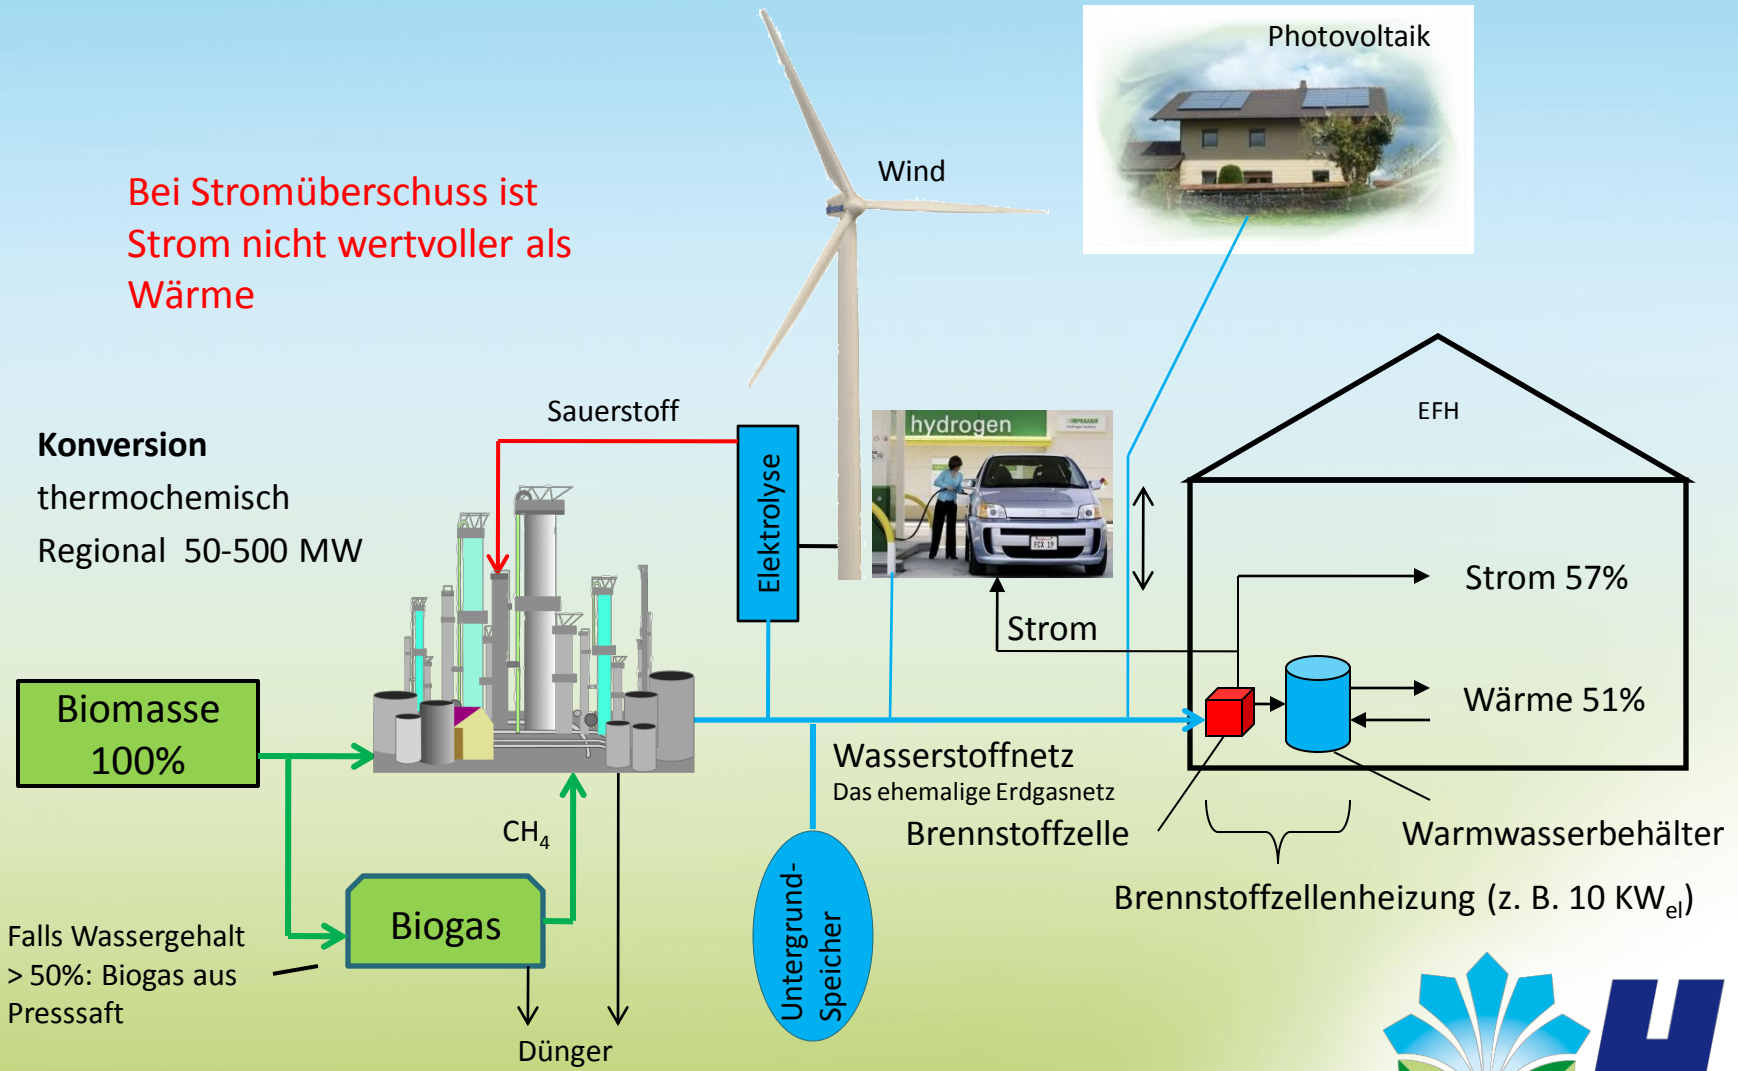 Photovoltaik
Wind
Bei Stromüberschuss ist
Strom nicht wertvoller als
Wärme
Sauerstoff
hydrogen
EFH
Konversion
thermochemisch
Regional 50-500 MW
Elektrolyse
FCX 19
Strom 57%
Strom
Biomasse
100%
Wärme 51%
Wasserstoffnetz
Das ehemalige Erdgasnetz
CH₄
Brennstoffzelle
Warmwasserbehälter
Brennstoffzellenheizung (z. B. 10 KWₑₗ)
Biogas
Untergrund-
Speicher
Falls Wassergehalt
> 50%: Biogas aus
Presssaft
Dünger